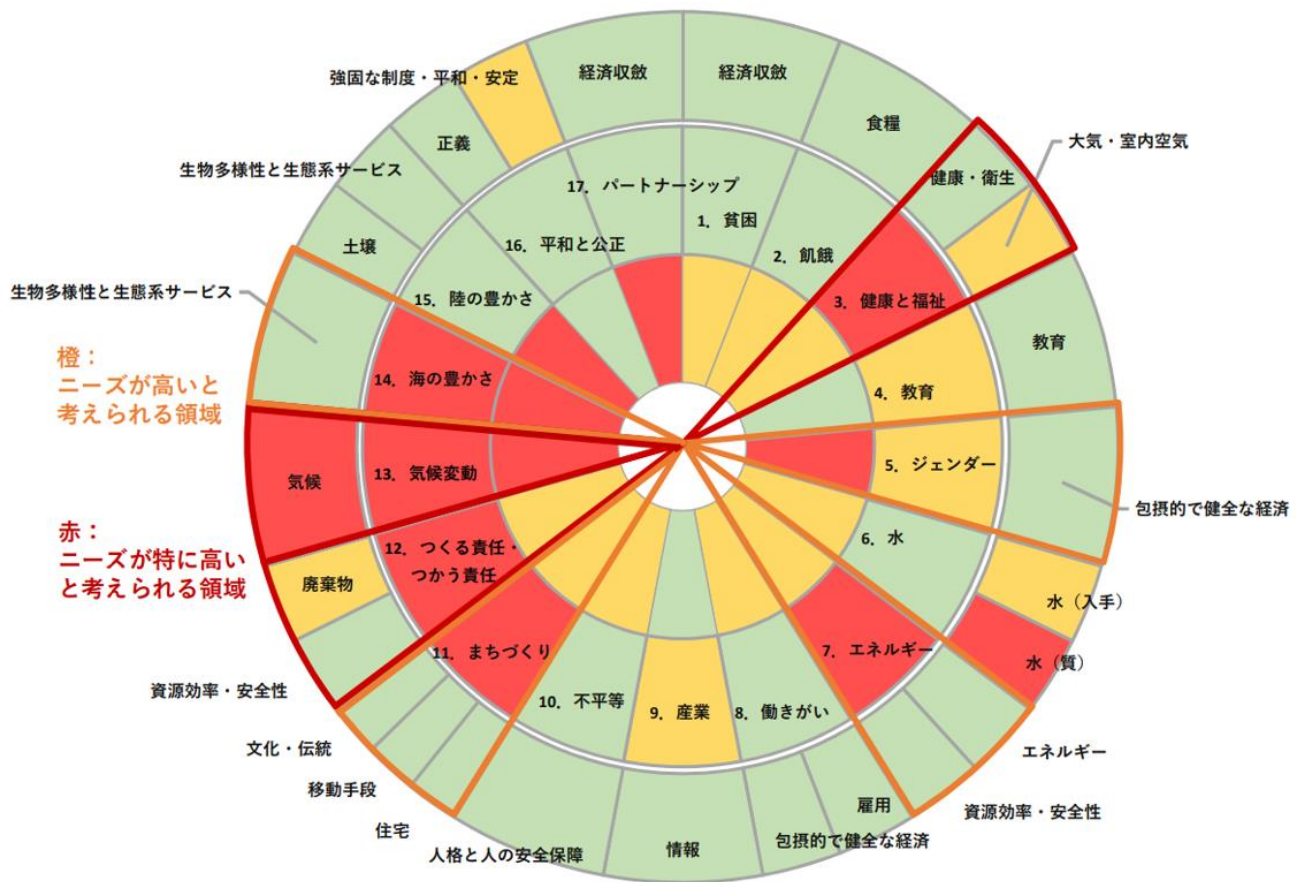 経済収斂
経済収斂
強固な制度・平和・安定
正義
食糧
大気・室内空気
生物多様性と生態系サービス
健康・衛生
17．パートナーシップ
1．貧困
土壌
16．平和と公正
2．飢餓
生物多様性と生態系サービス
15．陸の豊かさ
3．健康と福祉
教育
橙：
ニーズが高いと
考えられる領域
14．海の豊かさ
4．教育
気候
13．気候変動
5．ジェンダー
包摂的で健全な経済
赤：
ニーズが特に高い
と考えられる領域
12．つくる責任・
つかう責任
6．水
廃棄物
水（入手）
11．まちづくり
7．エネルギー
水（質）
資源効率・安全性
10．不平等
9．産業
8．働きがい
文化・伝統
エネルギー
移動手段
資源効率・安全性
住宅
雇用
人格と人の安全保障
情報
包摂的で健全な経済